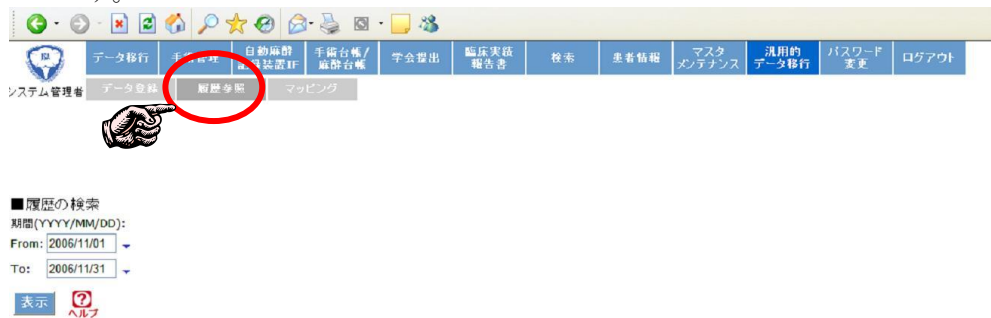 データ移行 手術管理 自動麻酔記録装置IF 手術台帳/麻酔台帳 学会提出 臨床実績報告書 検索 患者情報 マスタメンテナンス 汎用的データ移行 パスワード変更 ログアウト
システム管理者 データ登録 履歴参照 マッピング
■履歴の検索
期間(YYYY/MM/DD):
From: 2006/11/01
To: 2006/11/31
表示 ? ヘルプ